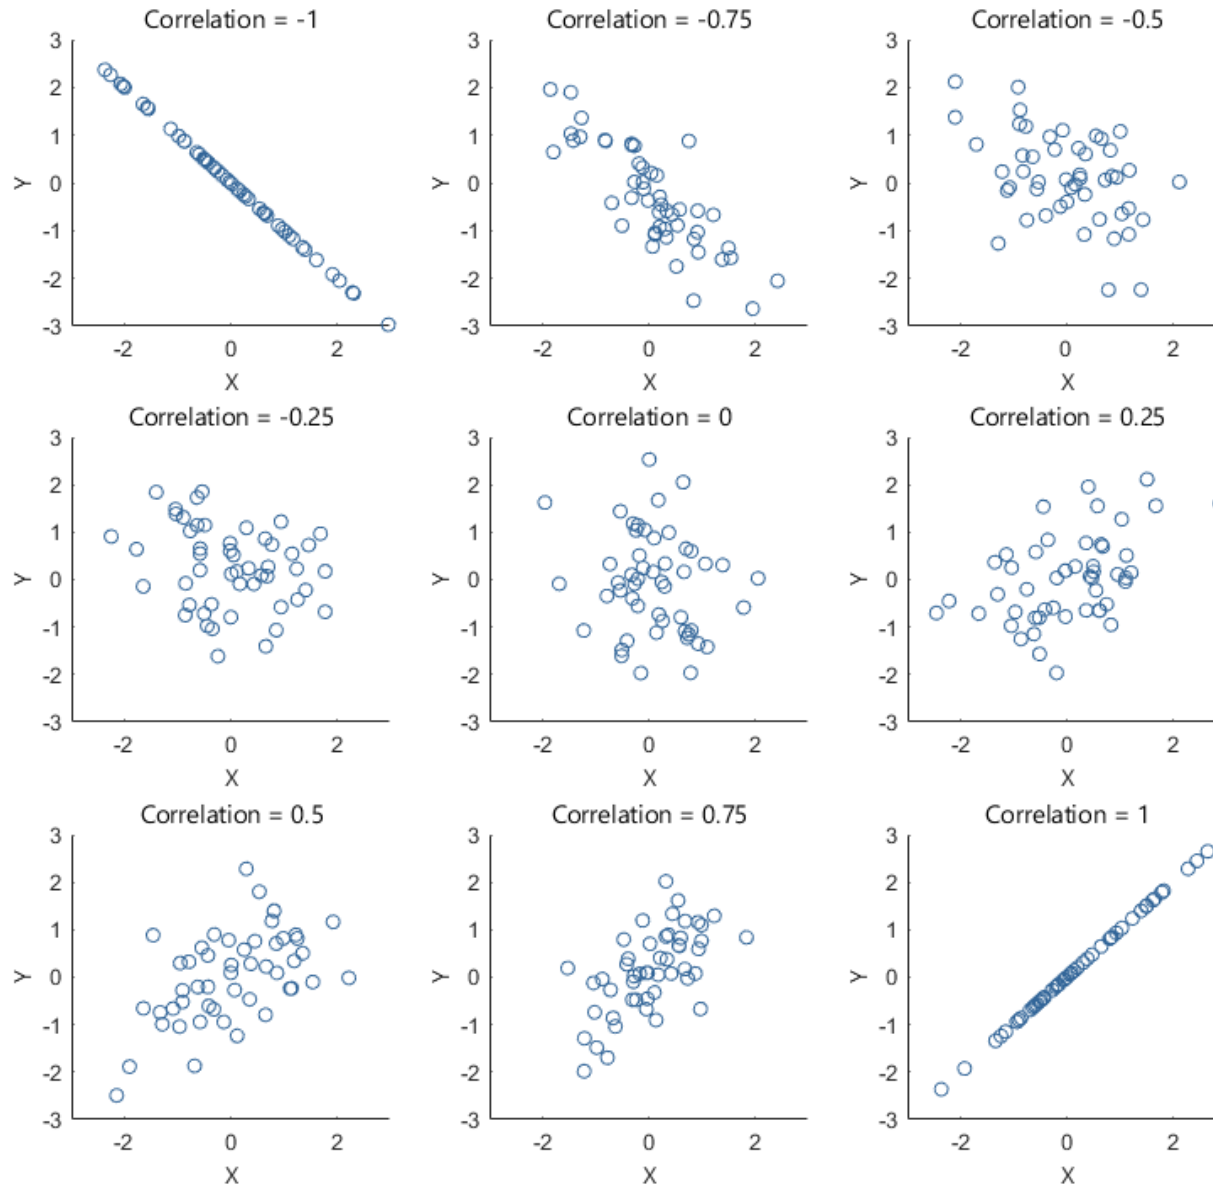 Correlation = -1
Correlation = -0.75
Correlation = -0.5
3
2
1
0
-1
-2
-3
Y
-2 0 2
X
3
2
1
0
-1
-2
-3
Y
-2 0 2
X
3
2
1
0
-1
-2
-3
Y
-2 0 2
X
Correlation = -0.25
Correlation = 0
Correlation = 0.25
3
2
1
0
-1
-2
-3
Y
-2 0 2
X
3
2
1
0
-1
-2
-3
Y
-2 0 2
X
3
2
1
0
-1
-2
-3
Y
-2 0 2
X
Correlation = 0.5
Correlation = 0.75
Correlation = 1
3
2
1
0
-1
-2
-3
Y
-2 0 2
X
3
2
1
0
-1
-2
-3
Y
-2 0 2
X
3
2
1
0
-1
-2
-3
Y
-2 0 2
X